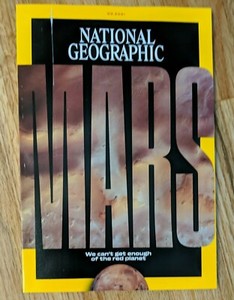 NATIONAL
GEOGRAPHIC
MARS
We can't get enough
of the red planet